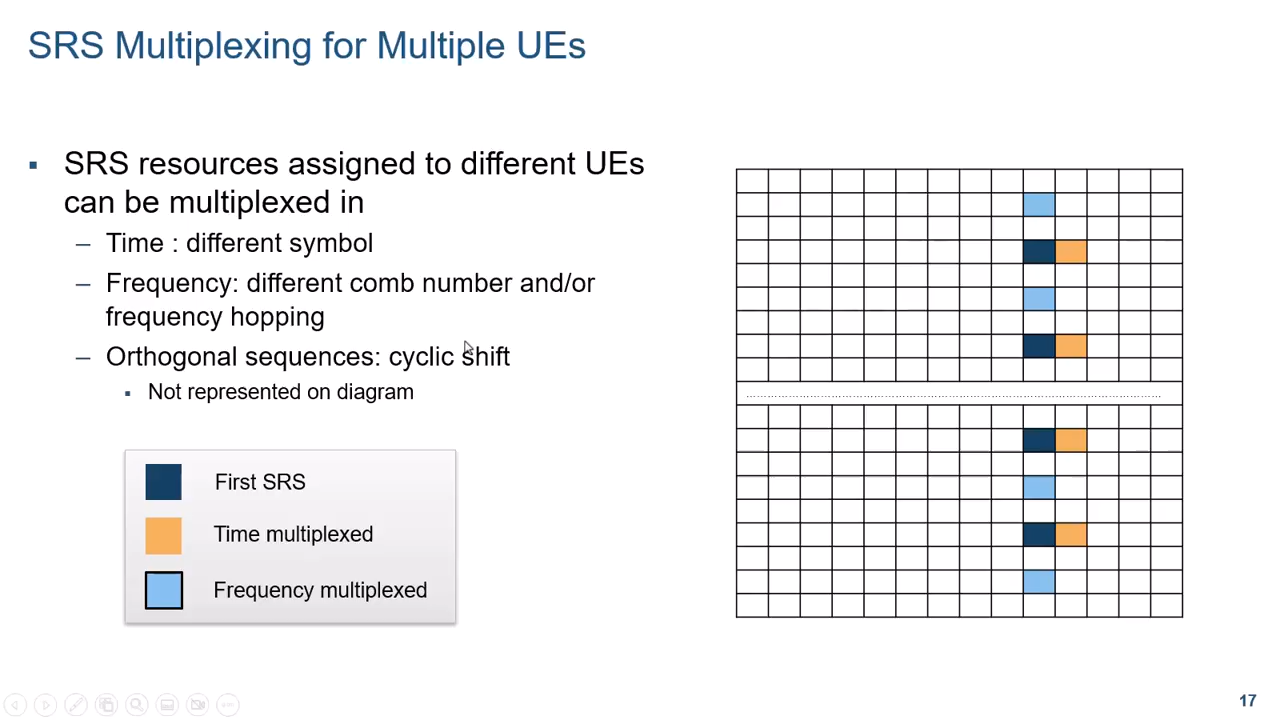 SRS Multiplexing for Multiple UEs
▪ SRS resources assigned to different UEs
can be multiplexed in
– Time : different symbol
– Frequency: different comb number and/or
frequency hopping
– Orthogonal sequences: cyclic shift
▪ Not represented on diagram
First SRS
Time multiplexed
Frequency multiplexed
17